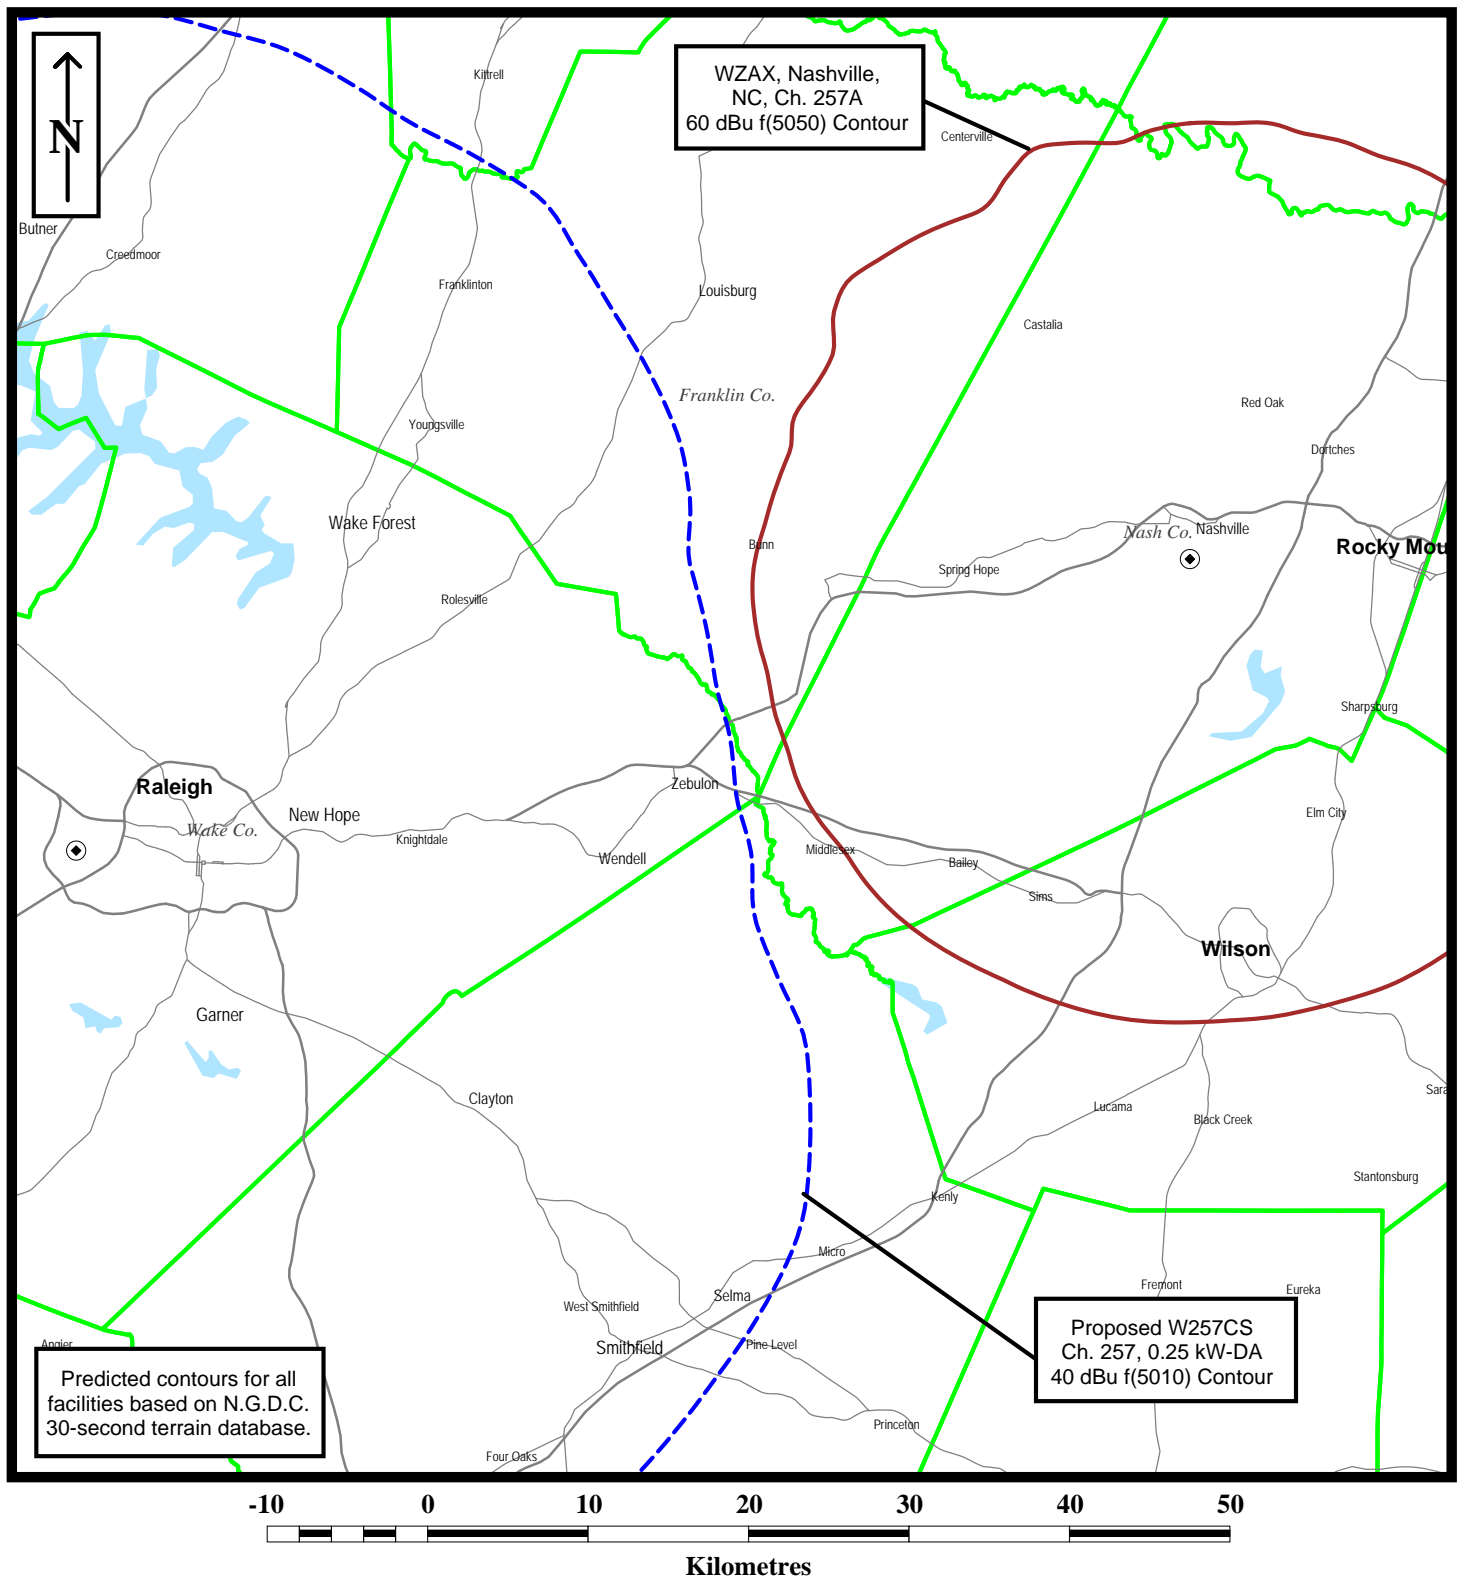 N
Kittrell
WZAX, Nashville,
NC, Ch. 257A
60 dBu f(5050) Contour
Centerville
Butner
Creedmoor
Franklinton
Louisburg
Castalia
Franklin Co.
Red Oak
Youngsville
Dortches
Wake Forest
Nash Co.
Nashville
Bunn
Rocky Mou
Spring Hope
Rolesville
Sharpsburg
Raleigh
Zebulon
New Hope
Elm City
Wake Co.
Knightdale
Wendell
Middlesex
Bailey
Sims
Wilson
Garner
Clayton
Sara
Lucama
Black Creek
Stantonsburg
Kenly
Micro
Fremont
Eureka
Selma
West Smithfield
Smithfield
Pine Level
Proposed W257CS
Ch. 257, 0.25 kW-DA
40 dBu f(5010) Contour
Angier
Predicted contours for all
facilities based on N.G.D.C.
30-second terrain database.
Princeton
Four Oaks
-10 0 10 20 30 40 50
Kilometres